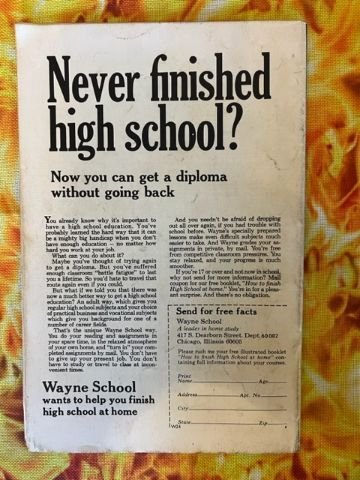 Never finished
high school?
Now you can get a diploma
without going back
You already know why it's important to
have a high school education. You've
probably learned the hard way that it can
be a mighty big handicap when you don't
have enough education — no matter how
hard you work at your job.
What can you do about it?
Maybe you've thought of trying again
to get a diploma. But you've suffered
enough classroom "battle fatigue" to last
you a lifetime. So you'd hate to travel that
route again even if you could.
But what if we told you that there was
now a much better way to get a high school
education? An adult way, which gives you
regular high school subjects and your choice
of practical business and vocational subjects
which give you background for one of a
number of career fields.
That's the unique Wayne School way.
You do your reading and assignments in
your spare time, in the relaxed atmosphere
of your own home, and "turn in" your com-
pleted assignments by mail. You don't have
to give up your present job. You don't
have to study or travel to class at incon-
venient times.
Wayne School
wants to help you finish
high school at home
And you needn't be afraid of dropping
out all over again, if you had trouble with
school before. Wayne's specially prepared
lessons make even difficult subjects much
easier to take. And Wayne grades your as-
signments in private, by mail. You're free
from competitive classroom pressures. You
stay relaxed, and your progress is much
smoother.
If you're 17 or over and not now in school,
why not send for more information? Mail
coupon for our free booklet, "How to finish
High School at home." You're in for a pleas-
ant surprise. And there's no obligation.
Send for free facts
Wayne School
A leader in home study
417 S. Dearborn Street, Dept.
Chicago, Illinois 60605
Please rush me your free illustrated booklet
"How to finish High School at home" con-
taining full information about your courses.
Print
Name Age
Address Apt. No
City
State Zip